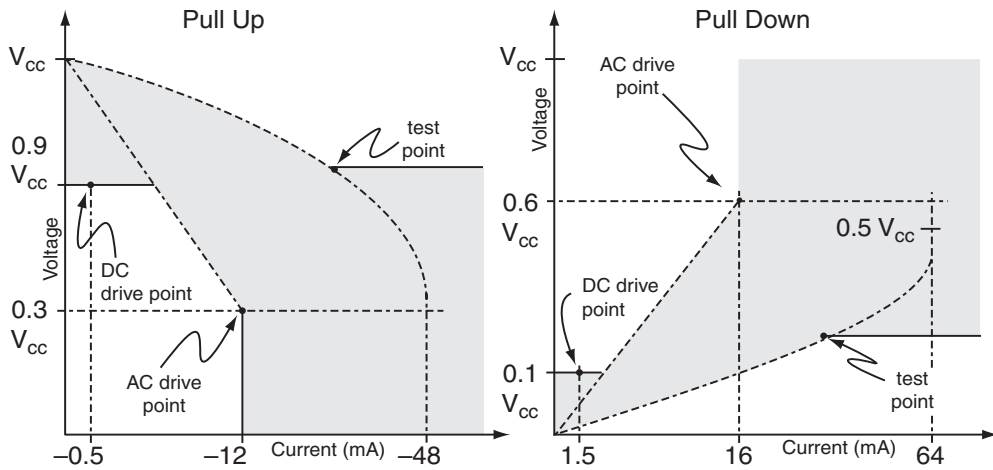 Pull Up
Vcc
0.9
Vcc
Voltage
test
point
DC
drive point
0.3
Vcc
AC drive
point
–0.5
–12
Current (mA)
–48
Pull Down
Vcc
Voltage
AC drive
point
0.6
Vcc
0.5 Vcc
DC drive
point
0.1
Vcc
test
point
1.5
16
Current (mA)
64